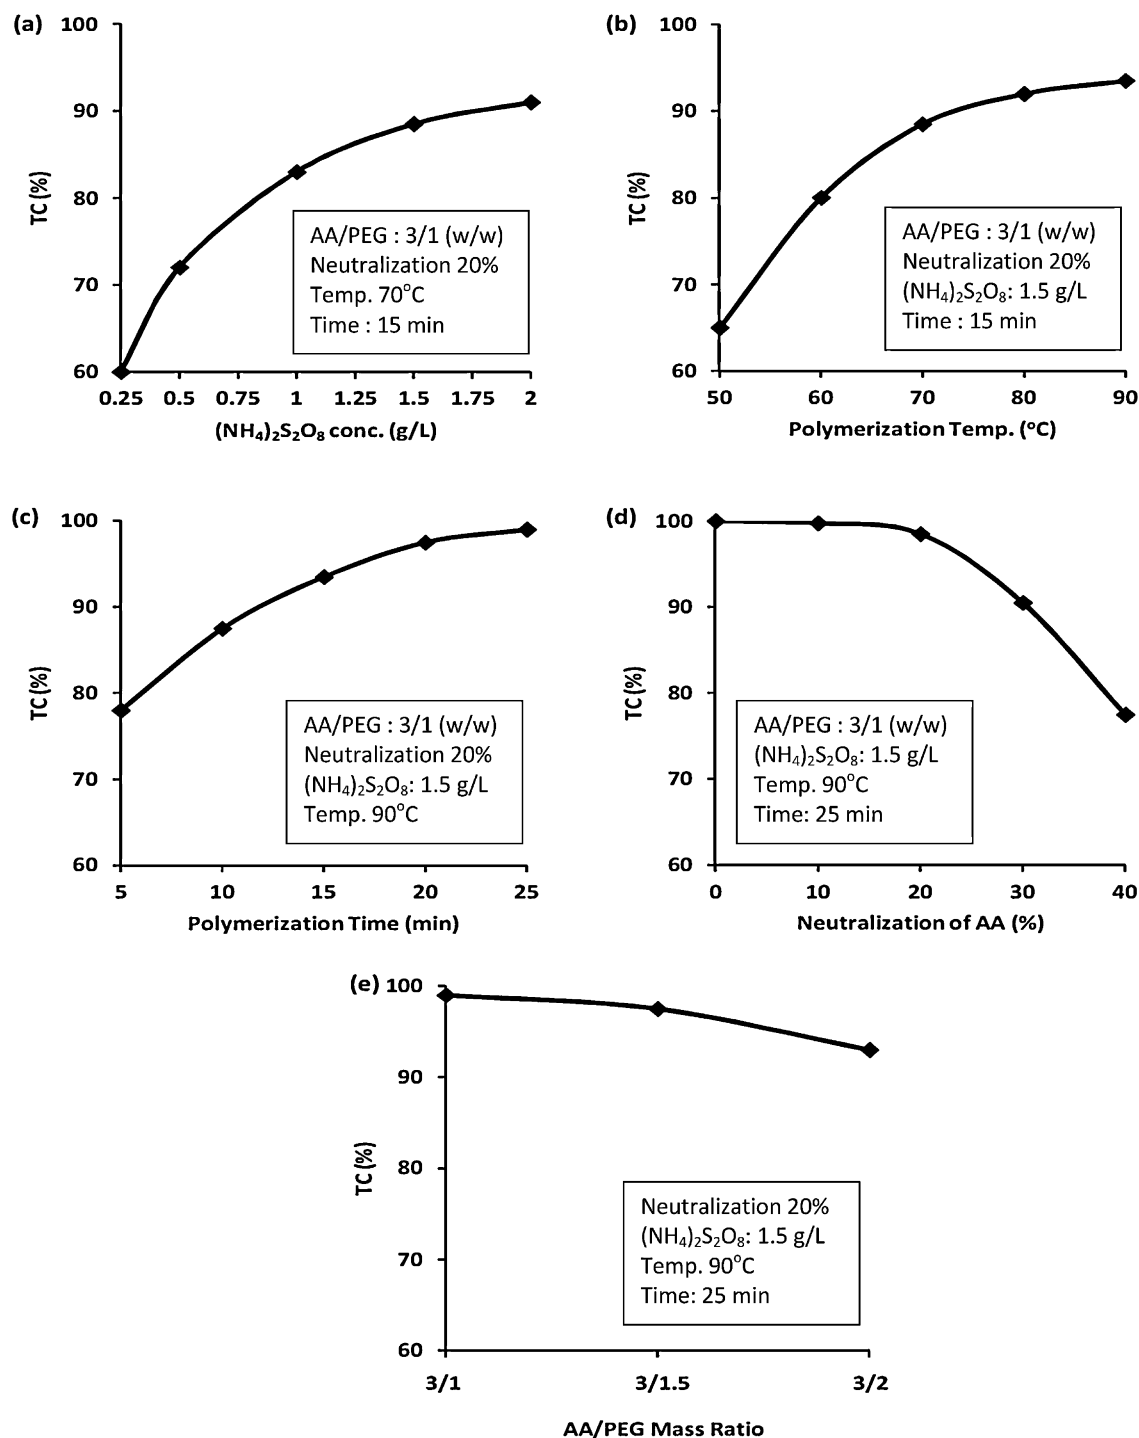 (a)
100
90
80
70
60
TC (%)
AA/PEG : 3/1 (w/w)
Neutralization 20%
Temp. 70°C
Time : 15 min
0.25 0.5 0.75 1 1.25 1.5 1.75 2
(NH₄)₂S₂O₈ conc. (g/L)
(b)
100
90
80
70
60
TC (%)
AA/PEG : 3/1 (w/w)
Neutralization 20%
(NH₄)₂S₂O₈: 1.5 g/L
Time : 15 min
50 60 70 80 90
Polymerization Temp. (°C)
(c)
100
90
80
70
60
TC (%)
AA/PEG : 3/1 (w/w)
Neutralization 20%
(NH₄)₂S₂O₈: 1.5 g/L
Temp. 90°C
5 10 15 20 25
Polymerization Time (min)
(d)
100
90
80
70
60
TC (%)
AA/PEG : 3/1 (w/w)
(NH₄)₂S₂O₈: 1.5 g/L
Temp. 90°C
Time: 25 min
0 10 20 30 40
Neutralization of AA (%)
(e)
100
90
80
70
60
TC (%)
Neutralization 20%
(NH₄)₂S₂O₈: 1.5 g/L
Temp. 90°C
Time: 25 min
3/1 3/1.5 3/2
AA/PEG Mass Ratio